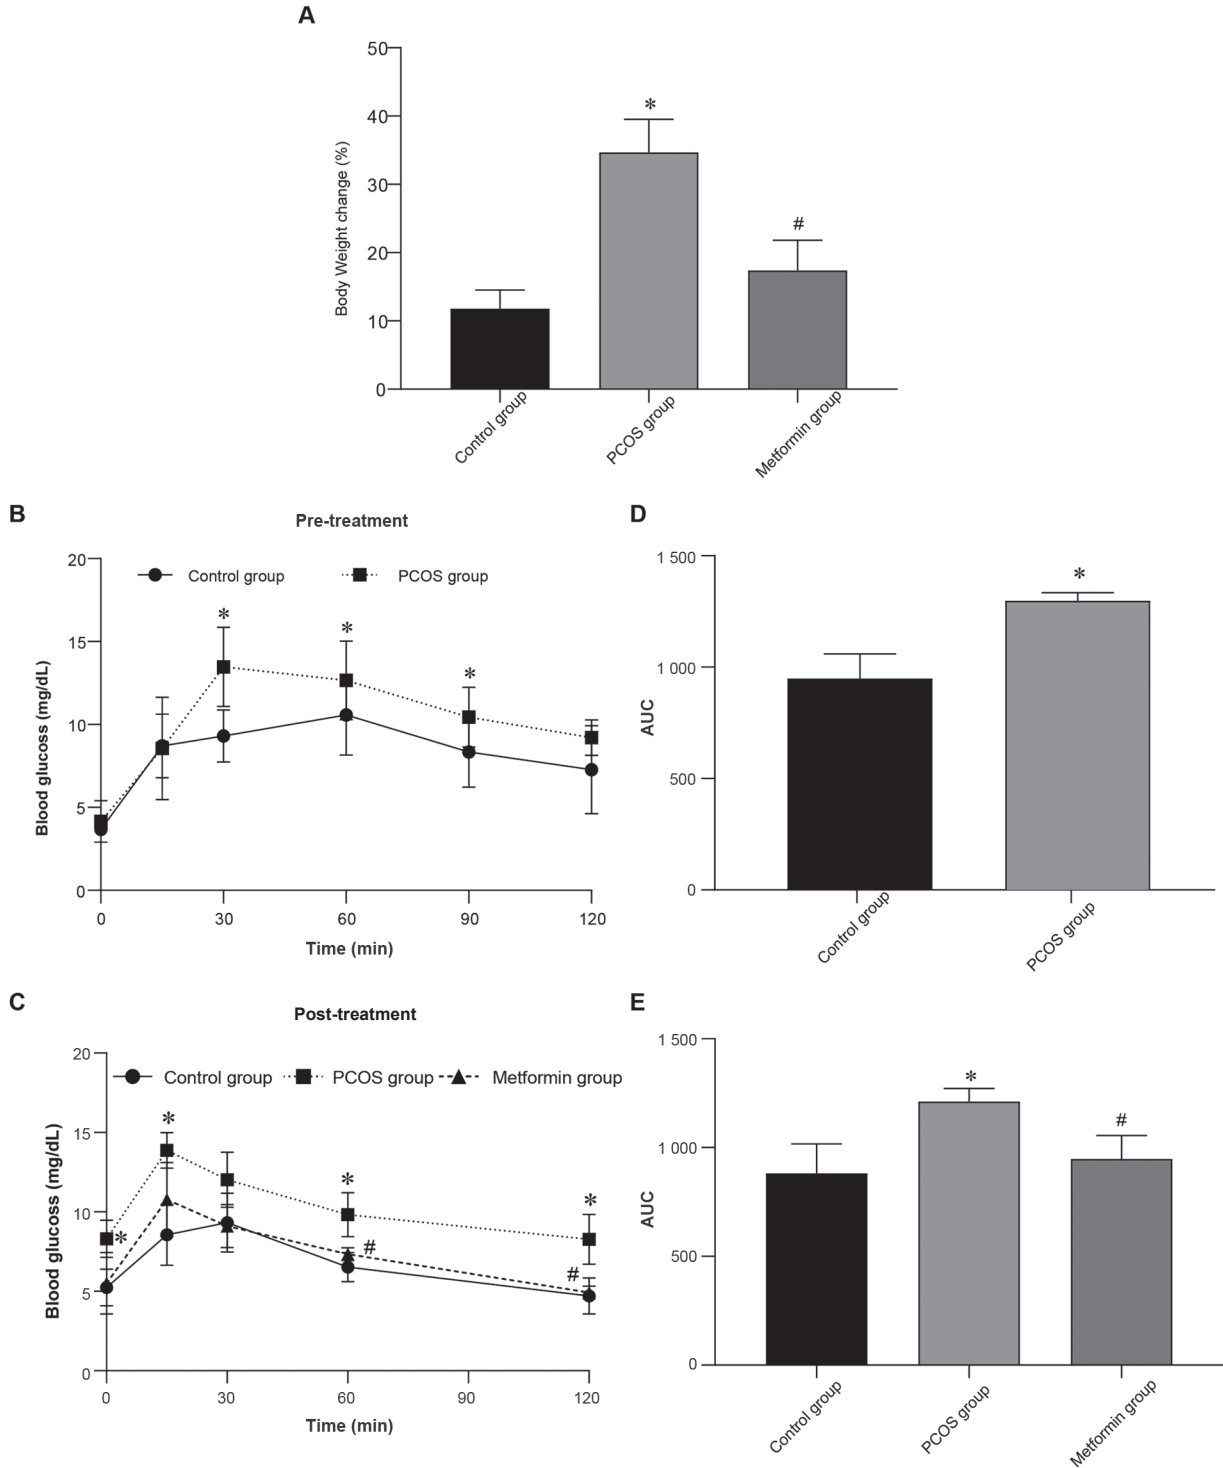 A
50
40
30
20
10
0
Body Weight change (%)
*
#
Control group
PCOS group
Metformin group
B
Pre-treatment
20
15
10
5
0
Blood glucoss (mg/dL)
Control group
PCOS group
*
*
*
0 30 60 90 120
Time (min)
D
1 500
1 000
500
0
AUC
*
Control group
PCOS group
C
Post-treatment
20
15
10
5
0
Blood glucoss (mg/dL)
Control group
PCOS group
Metformin group
*
*
*
*
#
#
0 30 60 90 120
Time (min)
E
1 500
1 000
500
0
AUC
*
#
Control group
PCOS group
Metformin group